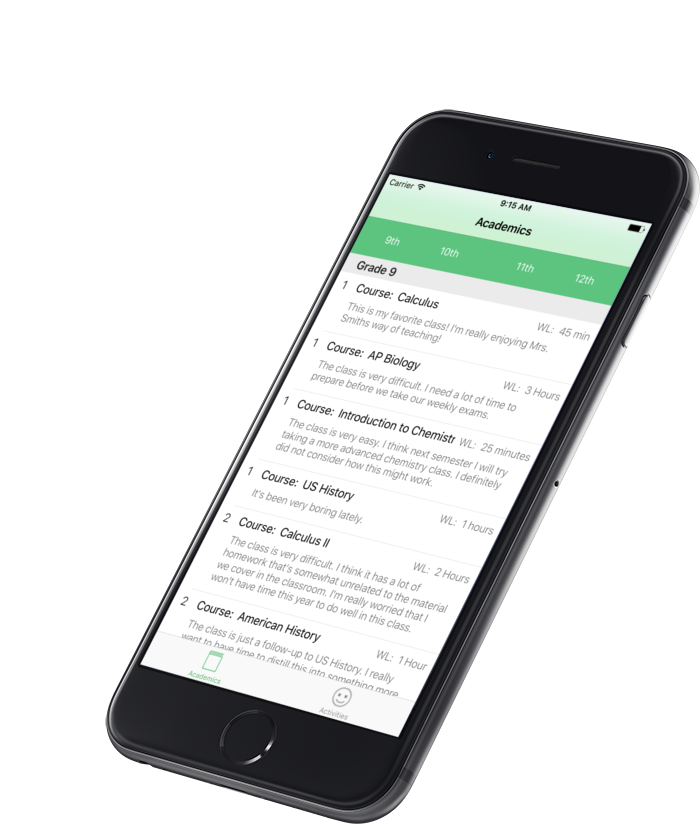 Carrier
9:15 AM
Academics
9th 10th 11th 12th
Grade 9
1 Course: Calculus
WL: 45 min
This is my favorite class! I'm really enjoying Mrs.
Smiths way of teaching!
1 Course: AP Biology
WL: 3 Hours
The class is very difficult. I need a lot of time to
prepare before we take our weekly exams.
1 Course: Introduction to Chemistr WL: 25 minutes
The class is very easy. I think next semester I will try
taking a more advanced chemistry class. I definitely
did not consider how this might work.
1 Course: US History
WL: 1 hours
It's been very boring lately.
2 Course: Calculus II
WL: 2 Hours
The class is very difficult. I think it has a lot of
homework that's somewhat unrelated to the material
we cover in the classroom. I'm really worried that I
won't have time this year to do well in this class.
2 Course: American History
WL: 1 Hour
The class is just a follow-up to US History. I really
want to have time to distill this into something more
Academics
Activities